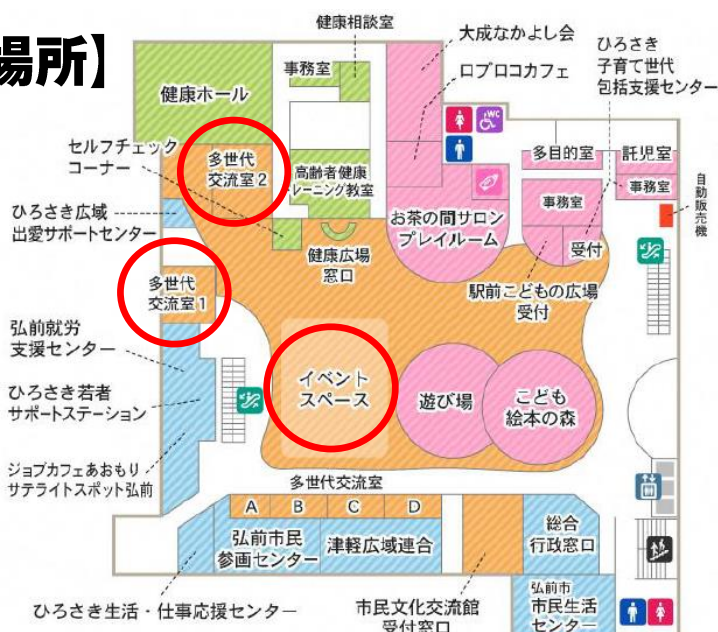 場所】
健康相談室
大成なかよし会
ロブロコカフェ
ひろさき
子育て世代
包括支援センター
事務室
健康ホール
WC
セルフチェック
コーナー
多世代
交流室2
高齢者健康
トレーニング教室
多目的室
託児室
事務室
事務室
自動販売機
ひろさき広域
出愛サポートセンター
お茶の間サロン
プレイルーム
受付
健康広場
窓口
駅前こどもの広場
受付
多世代
交流室1
弘前就労
支援センター
イベント
スペース
遊び場
こども
絵本の森
ひろさき若者
サポートステーション
ジョブカフェあおもり
サテライトスポット弘前
多世代交流室
A
B
C
D
弘前市民
参画センター
津軽広域連合
総合
行政窓口
ひろさき生活・仕事応援センター
市民文化交流館
受付窓口
弘前市
市民生活
センター